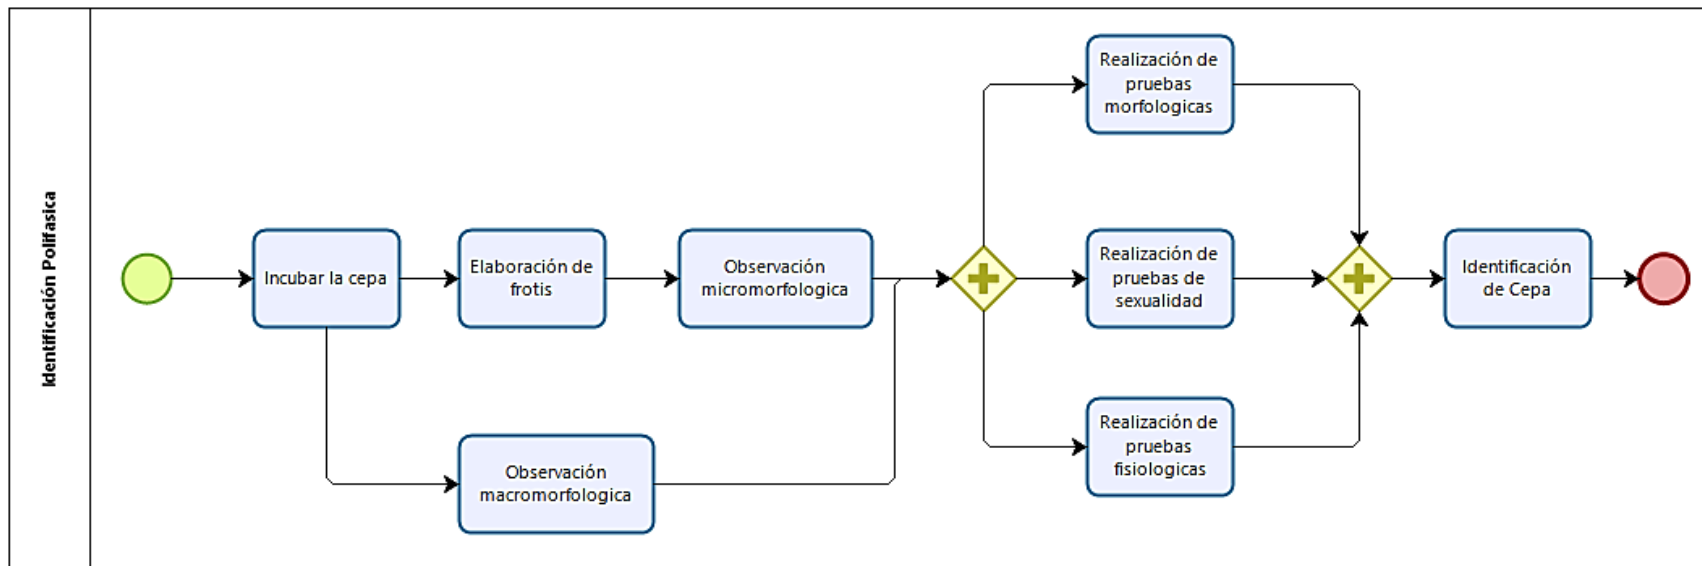 Identificación Polifasica
Incubar la cepa
Elaboración de
frotis
Observación
micromorfologica
Observación
macromorfologica
Realización de
pruebas
morfologicas
Realización de
pruebas de
sexualidad
Realización de
pruebas
fisiologicas
Identificación
de Cepa